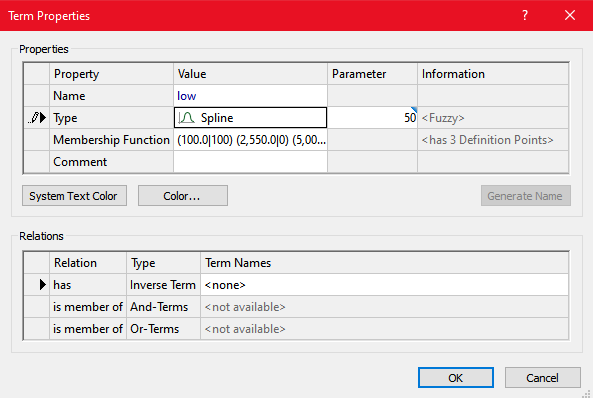 Term Properties
?
Properties
Property Value Parameter Information
Name low
Type Spline 50 <Fuzzy>
Membership Function (100.0|100) (2,550.0|0) (5,00... <has 3 Definition Points>
Comment
System Text Color Color... Generate Name
Relations
Relation Type Term Names
has Inverse Term <none>
is member of And-Terms <not available>
is member of Or-Terms <not available>
OK Cancel